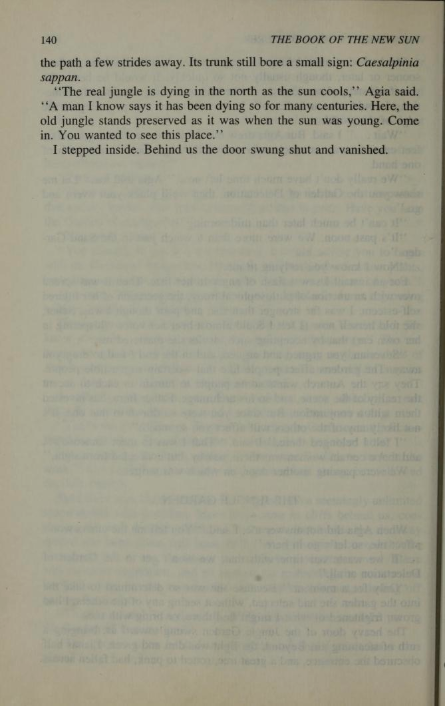 140 THE BOOK OF THE NEW SUN
the path a few strides away. Its trunk still bore a small sign: Caesalpinia
sappan.
"The real jungle is dying in the north as the sun cools," Agia said.
"A man I know says it has been dying so for many centuries. Here, the
old jungle stands preserved as it was when the sun was young. Come
in. You wanted to see this place."
I stepped inside. Behind us the door swung shut and vanished.